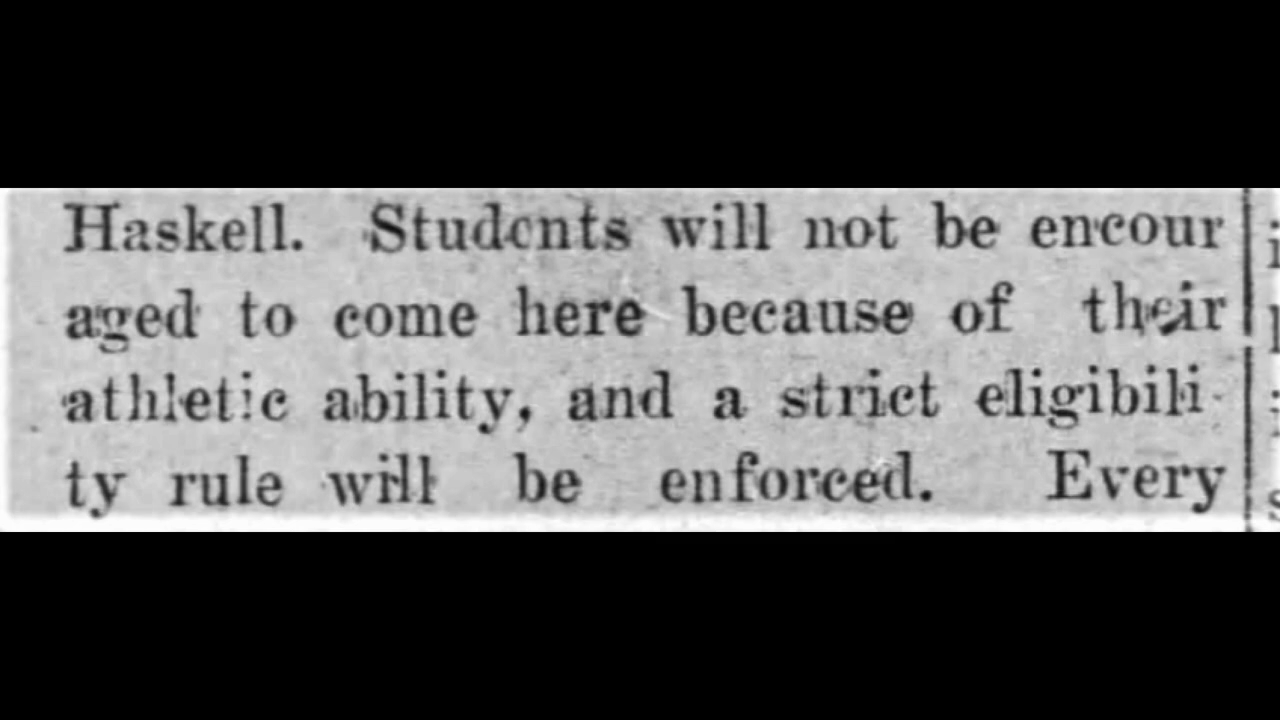 Haskell. Students will not be encour
aged to come here because of their
athletic ability, and a strict eligibili-
ty rule will be enforced. Every